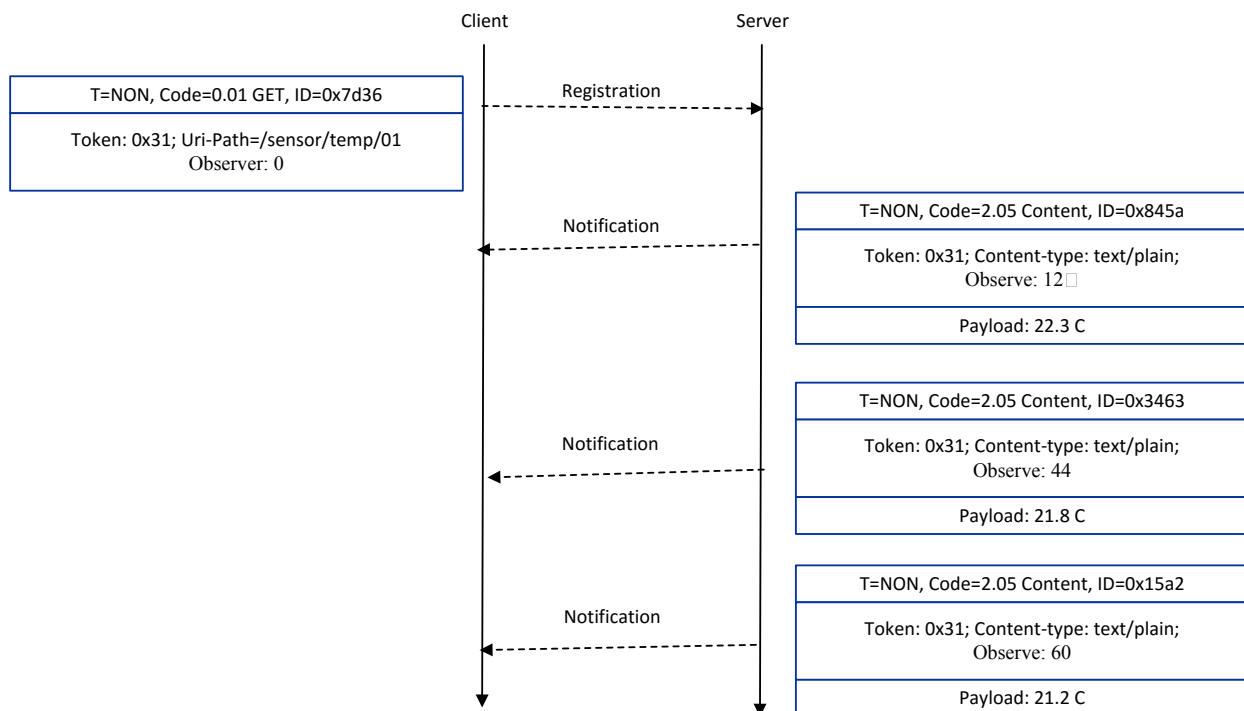 Client
Server
T=NON, Code=0.01 GET, ID=0x7d36
Token: 0x31; Uri-Path=/sensor/temp/01
Observer: 0
Registration
Notification
T=NON, Code=2.05 Content, ID=0x845a
Token: 0x31; Content-type: text/plain;
Observe: 12□
Payload: 22.3 C
Notification
T=NON, Code=2.05 Content, ID=0x3463
Token: 0x31; Content-type: text/plain;
Observe: 44
Payload: 21.8 C
Notification
T=NON, Code=2.05 Content, ID=0x15a2
Token: 0x31; Content-type: text/plain;
Observe: 60
Payload: 21.2 C